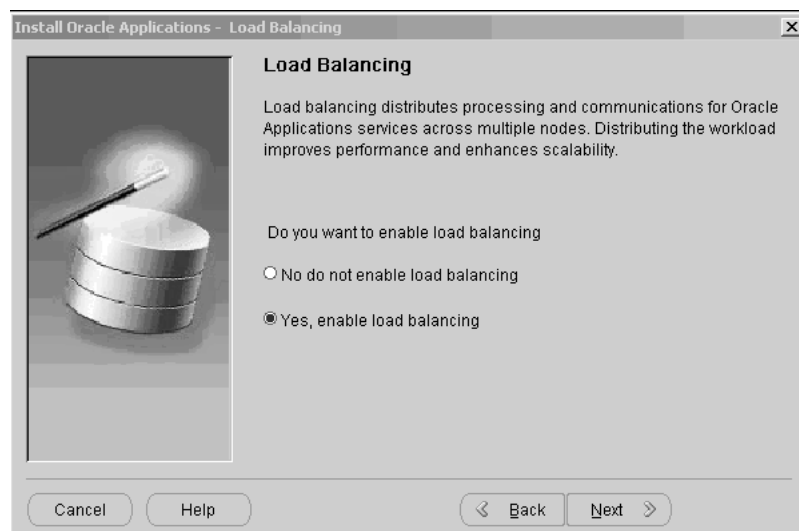 Install Oracle Applications - Load Balancing
Load Balancing
Load balancing distributes processing and communications for Oracle
Applications services across multiple nodes. Distributing the workload
improves performance and enhances scalability.
Do you want to enable load balancing
No do not enable load balancing
Yes, enable load balancing
Cancel Help Back Next